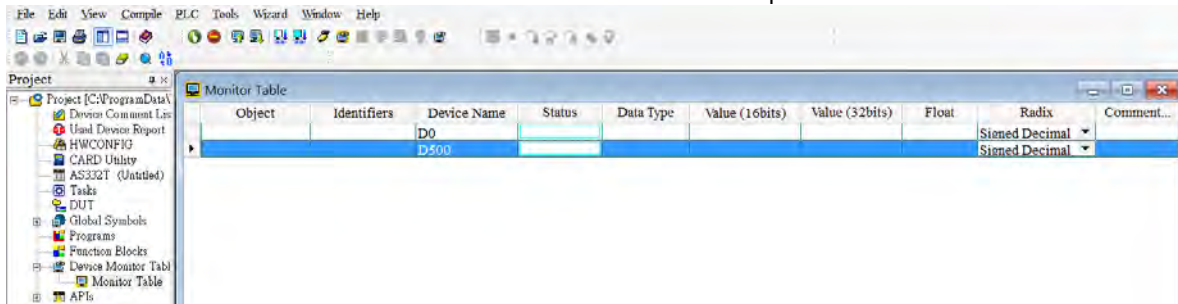 File Edit View Compile PLC Tools Wizard Window Help
Project
Project [C:\ProgramData\
Device Comment Lis
Used Device Report
HWCONFIG
CARD Utility
AS332T (Untitled)
Tasks
DUT
Global Symbols
Programs
Function Blocks
Device Monitor Tabl
Monitor Table
APIs
Monitor Table
Object Identifiers Device Name Status Data Type Value (16bits) Value (32bits) Float Radix Comment...
D0 Signed Decimal
D500 Signed Decimal